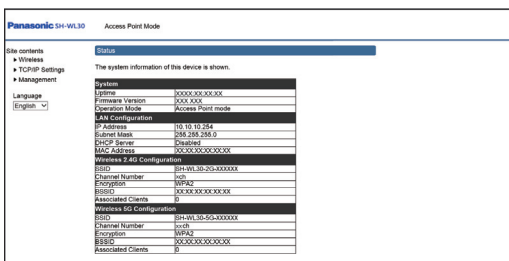 Panasonic SH-WL30 Access Point Mode
Site contents
▶ Wireless
▶ TCP/IP Settings
▶ Management
Language
English
Status
The system information of this device is shown.
System
Uptime XXXX:XX:XX:XX
Firmware Version XXX.XXX
Operation Mode Access Point mode
LAN Configuration
IP Address 10.10.10.254
Subnet Mask 255.255.255.0
DHCP Server Disabled
MAC Address XX:XX:XX:XX:XX:XX
Wireless 2.4G Configuration
SSID SH-WL30-2G-XXXXXX
Channel Number xch
Encryption WPA2
BSSID XX:XX:XX:XX:XX:XX
Associated Clients 0
Wireless 5G Configuration
SSID SH-WL30-5G-XXXXXX
Channel Number xxch
Encryption WPA2
BSSID XX:XX:XX:XX:XX:XX
Associated Clients 0